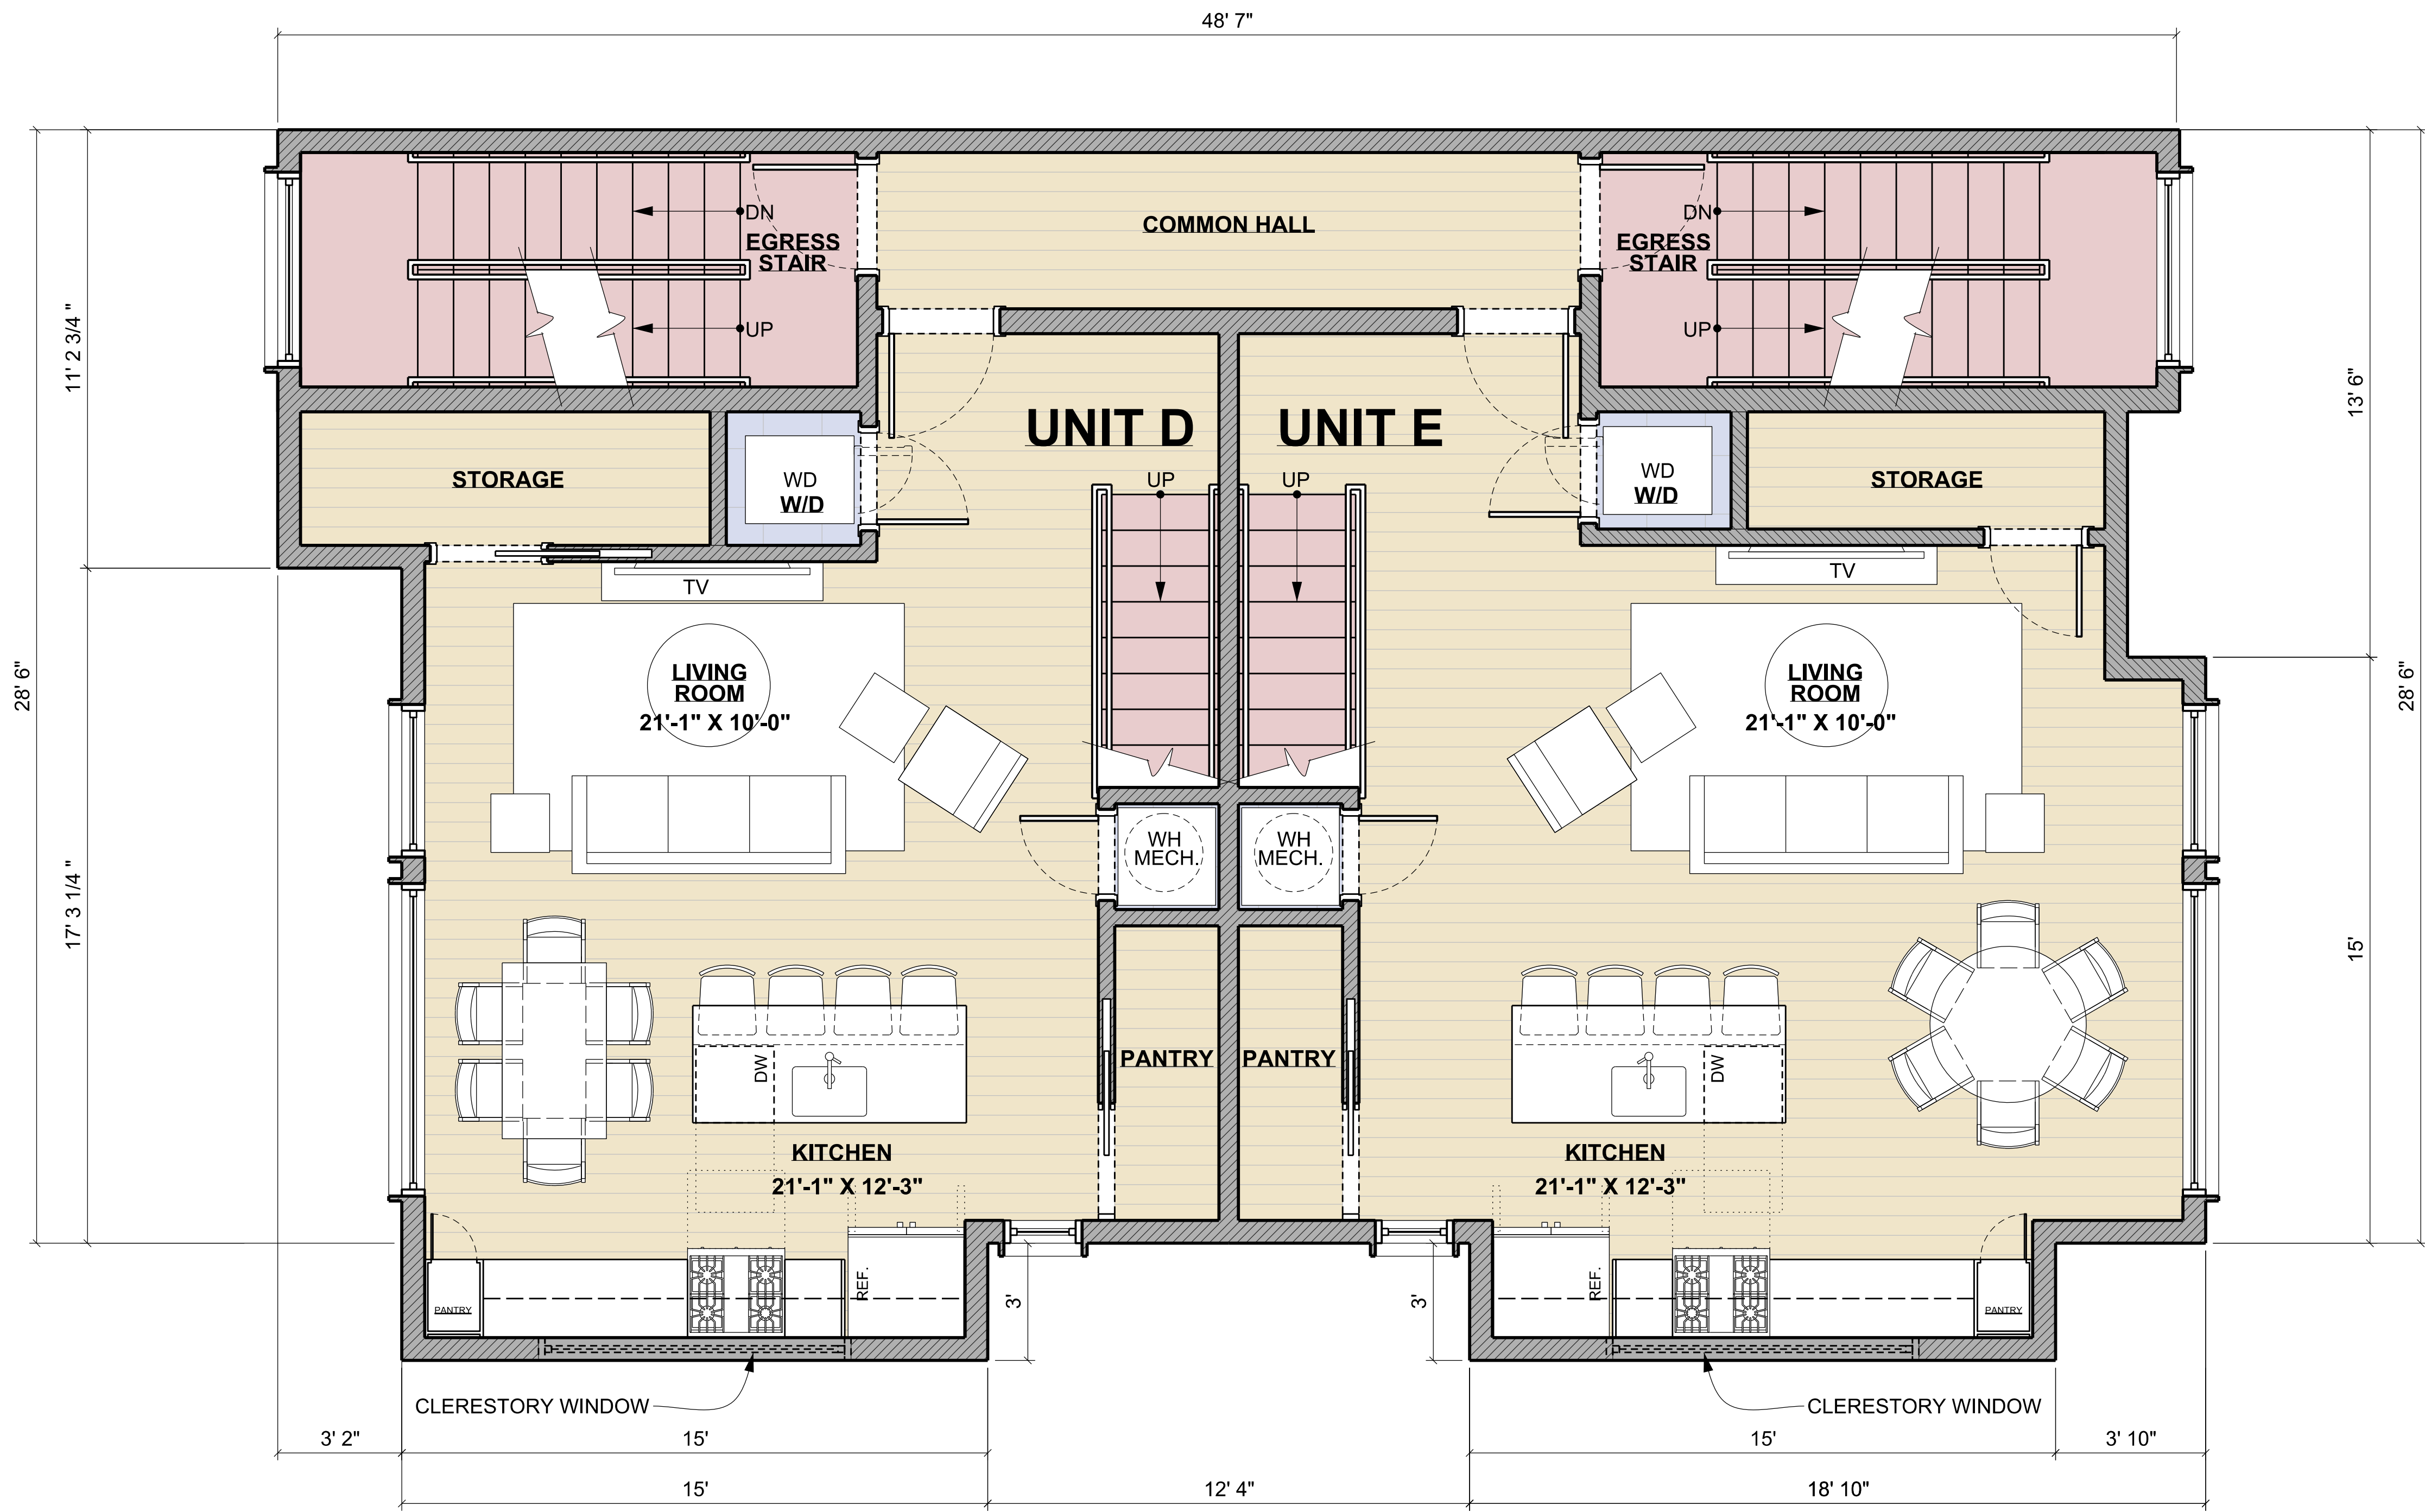 48' 7"
DN
EGRESS
STAIR
UP
COMMON HALL
DN
EGRESS
STAIR
UP
11' 2 3/4 "
28' 6"
17' 3 1/4 "
13' 6"
28' 6"
15'
UNIT D
UNIT E
STORAGE
WD
W/D
UP
UP
WD
W/D
STORAGE
TV
TV
LIVING
ROOM
21'-1" X 10'-0"
LIVING
ROOM
21'-1" X 10'-0"
WH
MECH.
WH
MECH.
DW
PANTRY
PANTRY
DW
KITCHEN
21'-1" X 12'-3"
KITCHEN
21'-1" X 12'-3"
PANTRY
REF.
3'
3'
REF.
PANTRY
CLERESTORY WINDOW
CLERESTORY WINDOW
3' 2"
15'
15'
3' 10"
15'
12' 4"
18' 10"